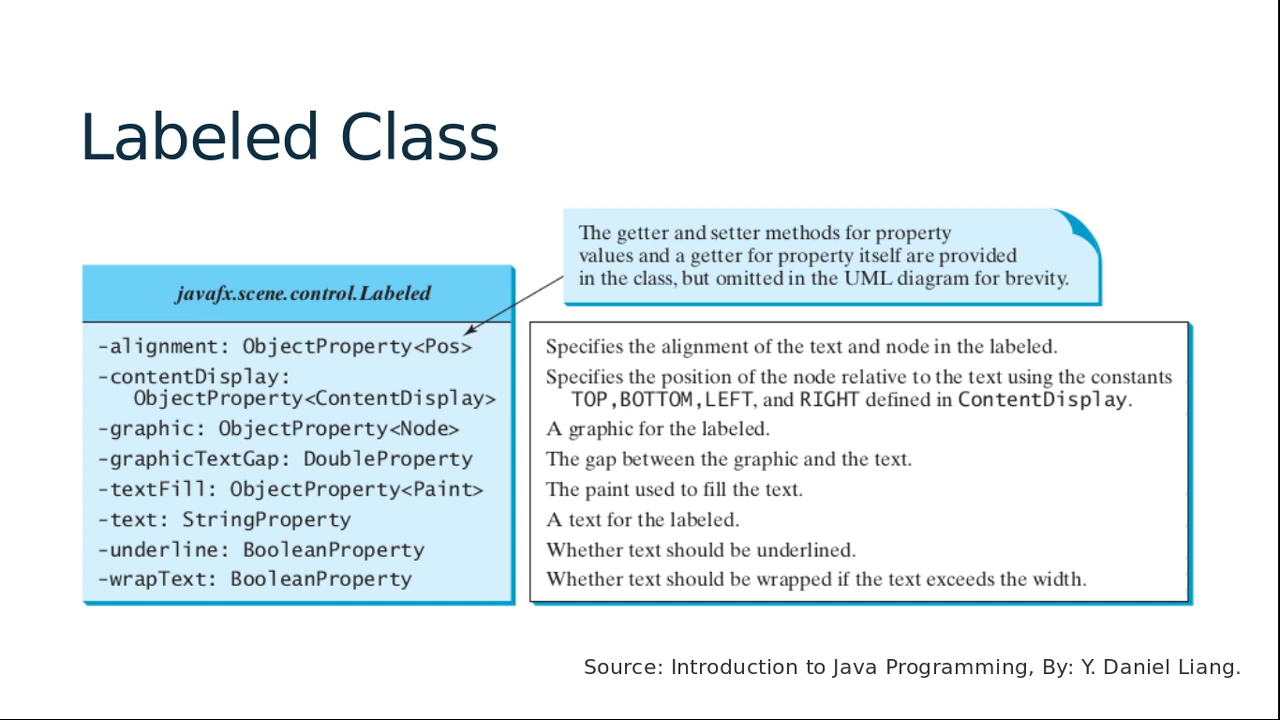 Labeled Class
The getter and setter methods for property
values and a getter for property itself are provided
in the class, but omitted in the UML diagram for brevity.
javafx.scene.control.Labeled
-alignment: ObjectProperty<Pos>
-contentDisplay:
ObjectProperty<ContentDisplay>
-graphic: ObjectProperty<Node>
-graphicTextGap: DoubleProperty
-textFill: ObjectProperty<Paint>
-text: StringProperty
-underline: BooleanProperty
-wrapText: BooleanProperty
Specifies the alignment of the text and node in the labeled.
Specifies the position of the node relative to the text using the constants
TOP,BOTTOM,LEFT, and RIGHT defined in ContentDisplay.
A graphic for the labeled.
The gap between the graphic and the text.
The paint used to fill the text.
A text for the labeled.
Whether text should be underlined.
Whether text should be wrapped if the text exceeds the width.
Source: Introduction to Java Programming, By: Y. Daniel Liang.